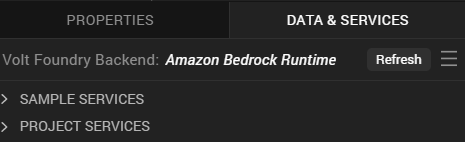 PROPERTIES DATA & SERVICES
Volt Foundry Backend: Amazon Bedrock Runtime Refresh
SAMPLE SERVICES
PROJECT SERVICES